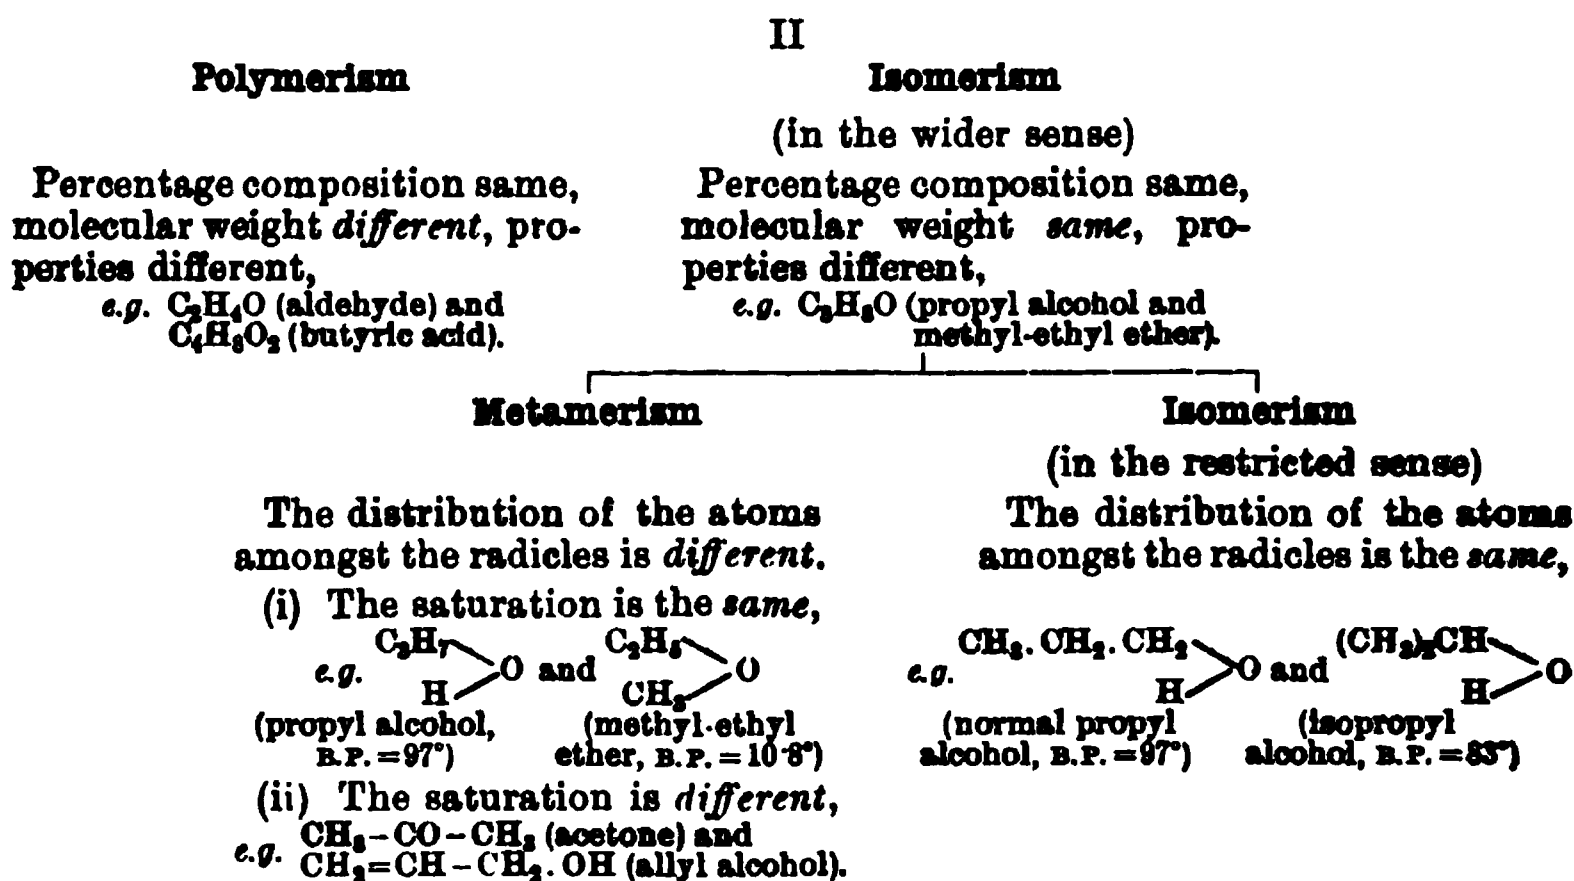 II
Polymerism
Isomerism
(in the wider sense)
Percentage composition same,
molecular weight different, pro-
perties different,
e.g. C₂H₄O (aldehyde) and
C₄H₈O₂ (butyric acid).
Percentage composition same,
molecular weight same, pro-
perties different,
e.g. C₃H₈O (propyl alcohol and
methyl-ethyl ether).
Metamerism
The distribution of the atoms
amongst the radicles is different.
(i) The saturation is the same,
C₃H₇ C₂H₅
e.g. O and O
H CH₃
(propyl alcohol, (methyl-ethyl
B.P. =97°) ether, B.P. =10·8°)
(ii) The saturation is different,
e.g. CH₃–CO–CH₃ (acetone) and
CH₂=CH–CH₂.OH (allyl alcohol).
Isomerism
(in the restricted sense)
The distribution of the atoms
amongst the radicles is the same,
CH₃.CH₂.CH₂ (CH₃)₂CH
e.g. O and O
H H
(normal propyl (isopropyl
alcohol, B.P. =97°) alcohol, B.P. =83°)